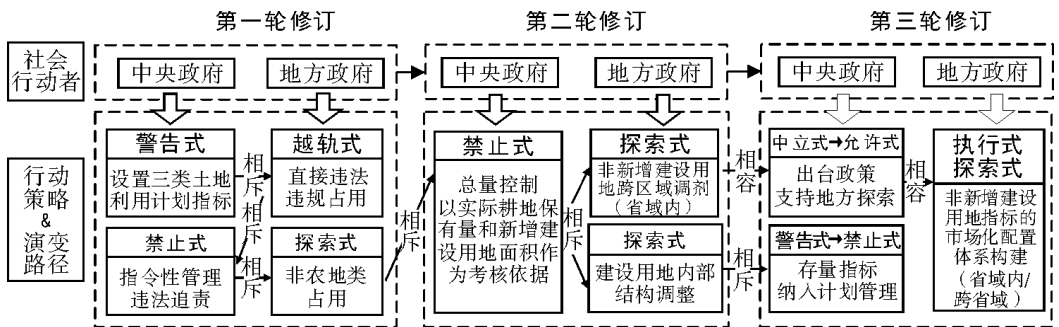 第一轮修订
第二轮修订
第三轮修订
社会
行动者
中央政府
地方政府
中央政府
地方政府
中央政府
地方政府
行动
策略
&
演变
路径
警告式
设置三类土地
利用计划指标
相斥
越轨式
直接违法
违规占用
相斥
禁止式
指令性管理
违法追责
相斥
探索式
非农地类
占用
相斥
禁止式
总量控制
以实际耕地保
有量和新增建
设用地面积作
为考核依据
相斥
探索式
非新增建设用
地跨区域调剂
（省域内）
探索式
建设用地内部
结构调整
相容
相斥
中立式→允许式
出台政策
支持地方探索
警告式→禁止式
存量指标
纳入计划管理
相容
执行式
探索式
非新增建设
用地指标的
市场化配置
体系构建
（省域内/
跨省域）